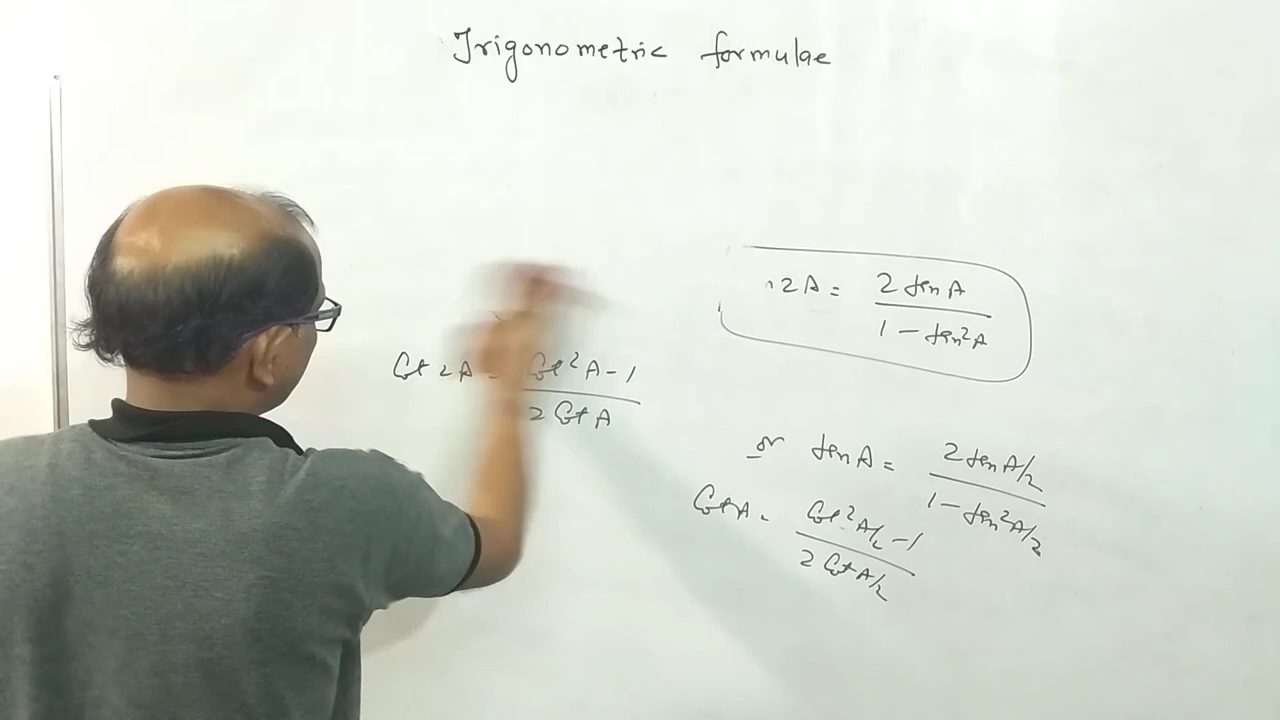 Trigonometric formulae
2A = 2 tan A / 1 - tan²A
Cot 2A = Cot²A - 1 / 2 Cot A
or tan A = 2 tan A/2 / 1 - tan²A/2
Cot A = Cot²A/2 - 1 / 2 Cot A/2